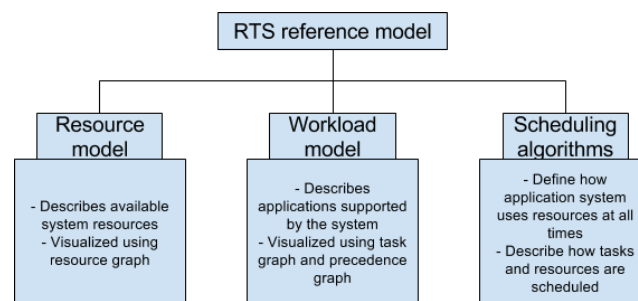 RTS reference model
Resource
model
- Describes available
system resources
- Visualized using
resource graph
Workload
model
- Describes
applications supported
by the system
- Visualized using task
graph and precedence
graph
Scheduling
algorithms
- Define how
application system
uses resources at all
times
- Describe how tasks
and resources are
scheduled